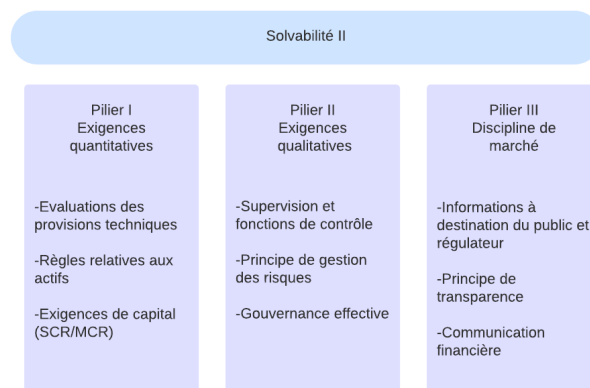 Solvabilité II
Pilier I
Exigences
quantitatives
-Evaluations des
provisions techniques
-Règles relatives aux
actifs
-Exigences de capital
(SCR/MCR)
Pilier II
Exigences
qualitatives
-Supervision et
fonctions de contrôle
-Principe de gestion
des risques
-Gouvernance effective
Pilier III
Discipline de
marché
-Informations à
destination du public et
régulateur
-Principe de
transparence
-Communication
financière